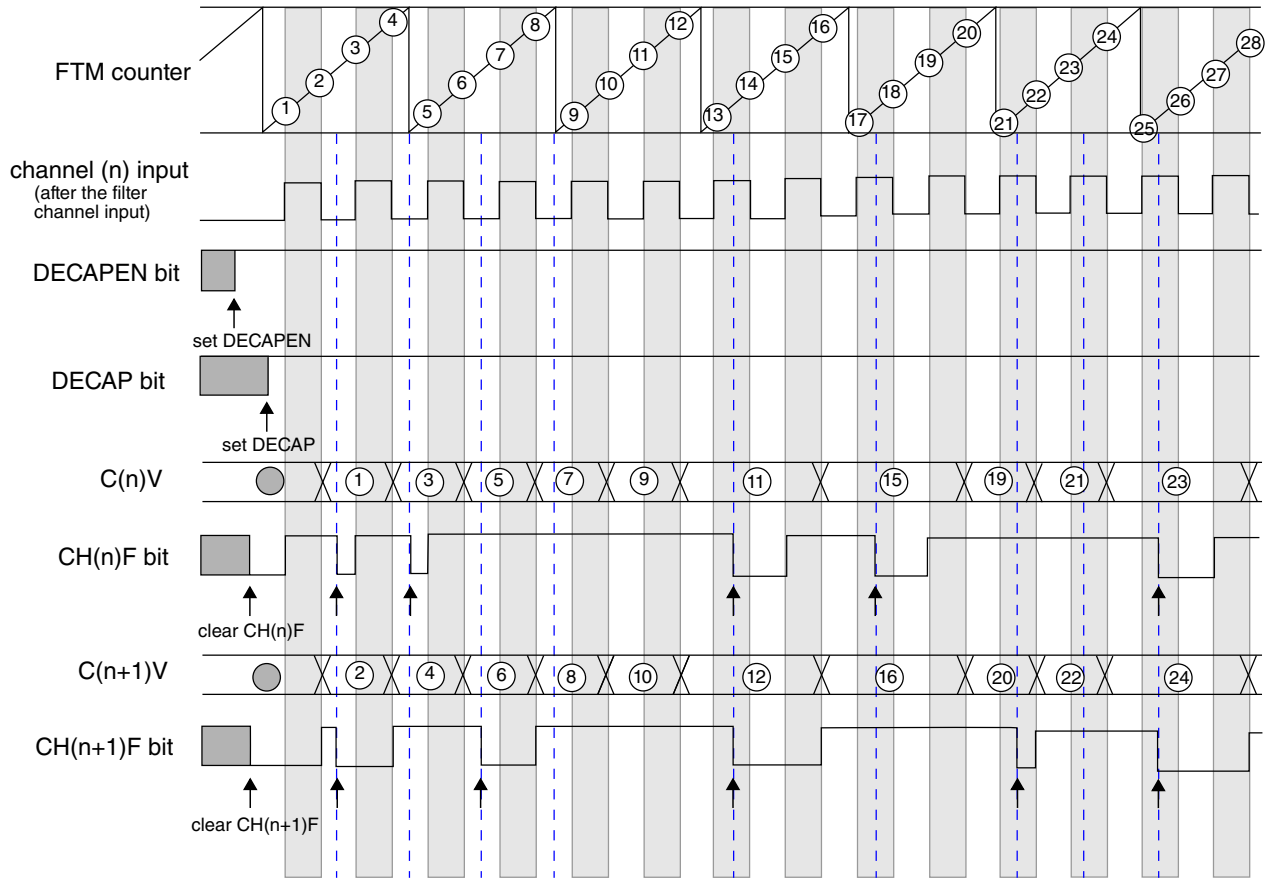 FTM counter
1 2 3 4 5 6 7 8 9 10 11 12 13 14 15 16 17 18 19 20 21 22 23 24 25 26 27 28
channel (n) input
(after the filter
channel input)
DECAPEN bit
set DECAPEN
DECAP bit
set DECAP
C(n)V
1 3 5 7 9 11 15 19 21 23
CH(n)F bit
clear CH(n)F
C(n+1)V
2 4 6 8 10 12 16 20 22 24
CH(n+1)F bit
clear CH(n+1)F